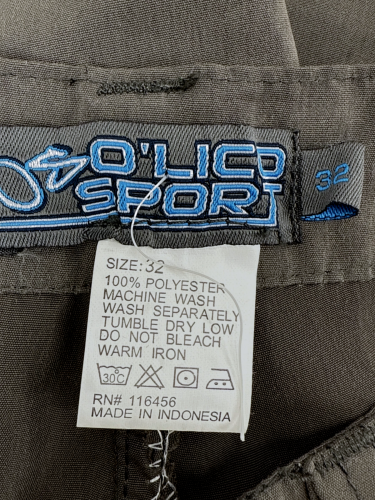 O'LICO
SPORT
32
SIZE: 32
100% POLYESTER
MACHINE WASH
WASH SEPARATELY
TUMBLE DRY LOW
DO NOT BLEACH
WARM IRON
30C
RN# 116456
MADE IN INDONESIA